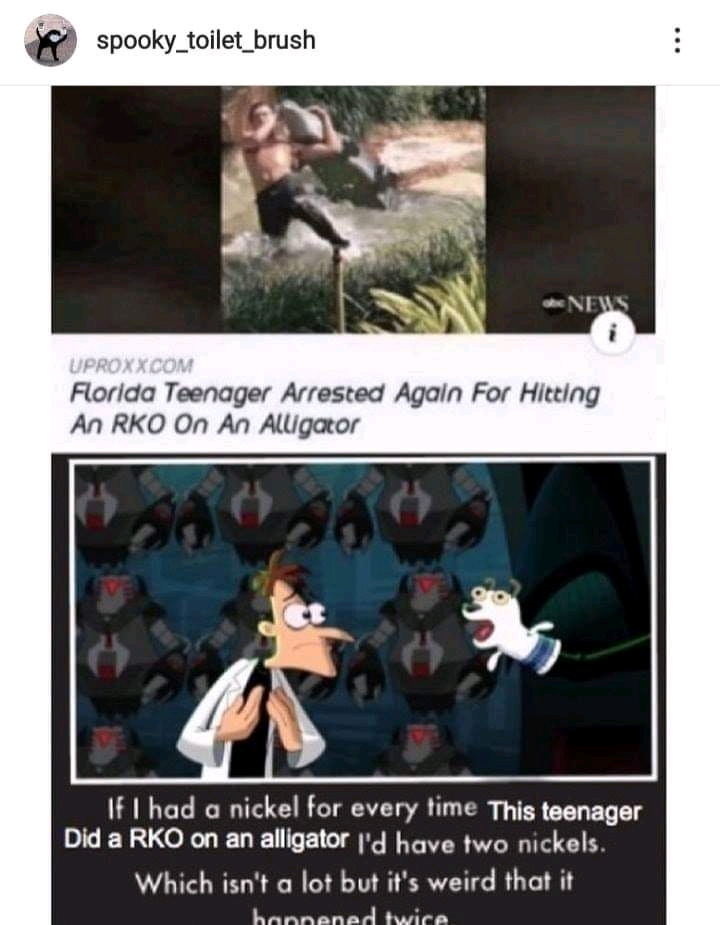 spooky_toilet_brush
abc NEWS
i
UPROXX.COM
Florida Teenager Arrested Again For Hitting
An RKO On An Alligator
If I had a nickel for every time This teenager
Did a RKO on an alligator I'd have two nickels.
Which isn't a lot but it's weird that it
happened twice